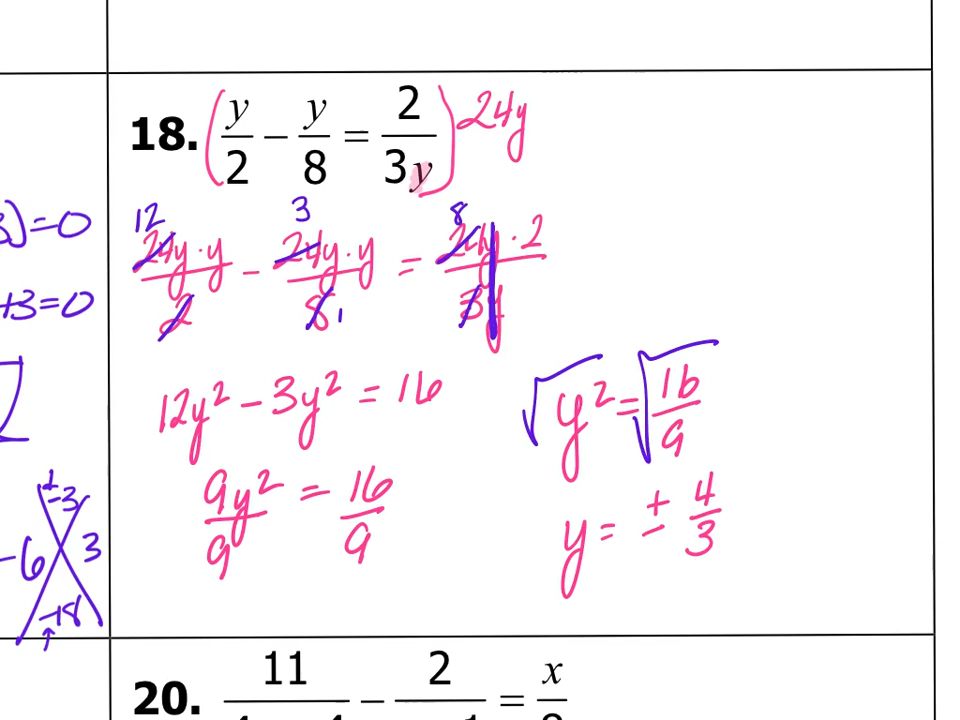 18. (y/2 − y/8 = 2/3y) 24y
12 3 8
24y·y/2 − 24y·y/8 1 = 24y·2/3y
12y² − 3y² = 16
9y²/9 = 16/9
√y² = √16/9
y = ± 4/3
) = 0
+3=0
±3
−6 3
−18
↑
20. 11 − 2 = x